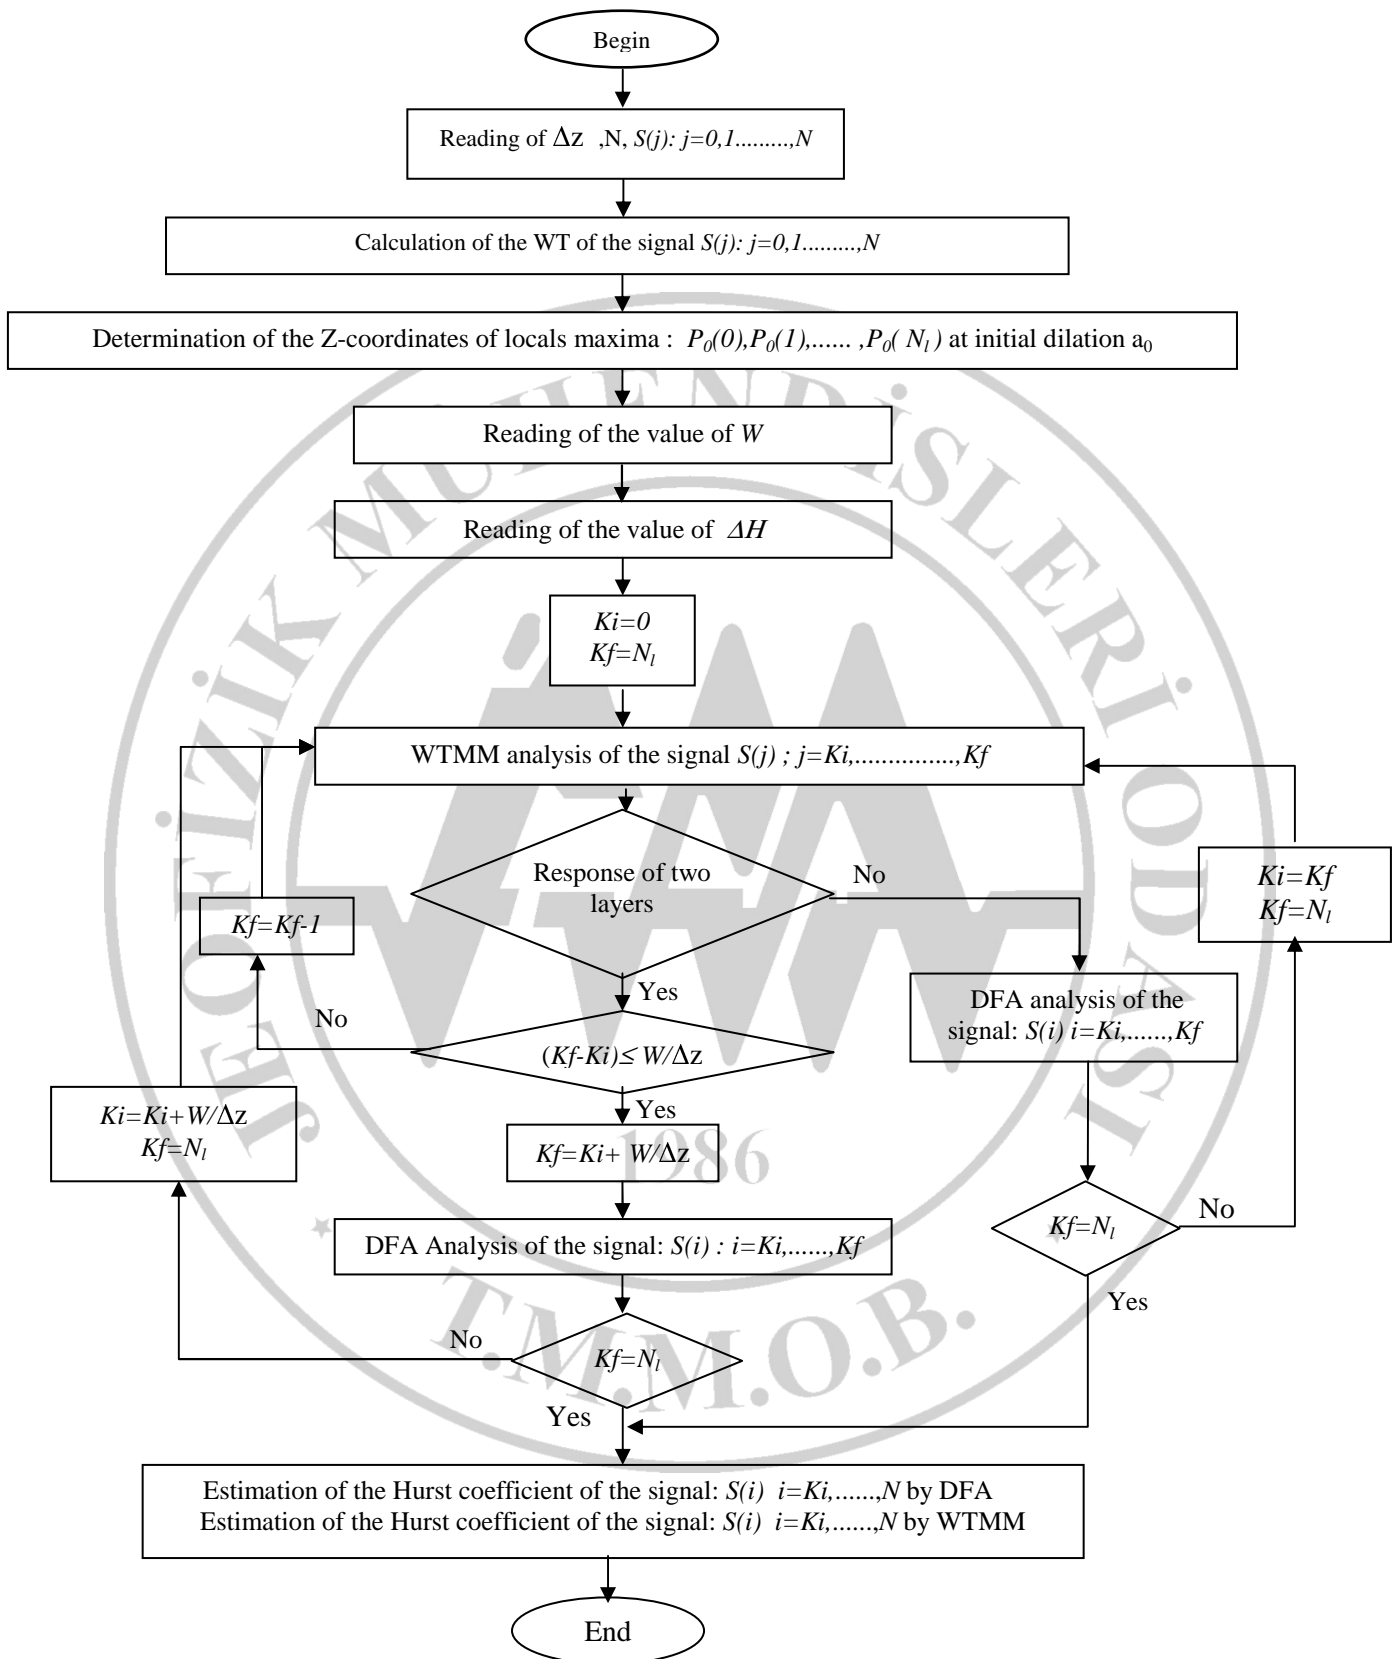 Begin
Reading of Δz ,N, S(j): j=0,1.........,N
Calculation of the WT of the signal S(j): j=0,1.........,N
Determination of the Z-coordinates of locals maxima : P₀(0),P₀(1),...... ,P₀( Nₗ) at initial dilation a₀
Reading of the value of W
Reading of the value of ΔH
Ki=0
Kf=Nₗ
WTMM analysis of the signal S(j) ; j=Ki,................,Kf
Response of two
layers
No
Ki=Kf
Kf=Nₗ
Kf=Kf-1
Yes
No
DFA analysis of the
signal: S(i) i=Ki,......,Kf
(Kf-Ki)≤ W/Δz
Yes
Ki=Ki+W/Δz
Kf=Nₗ
Kf=Ki+ W/Δz
Kf=Nₗ
No
DFA Analysis of the signal: S(i) : i=Ki,......,Kf
Yes
No
Kf=Nₗ
Yes
Estimation of the Hurst coefficient of the signal: S(i) i=Ki,......,N by DFA
Estimation of the Hurst coefficient of the signal: S(i) i=Ki,......,N by WTMM
End
JEOFİZİK MÜHENDİSLERİ ODASI
1986
T.M.M.O.B.